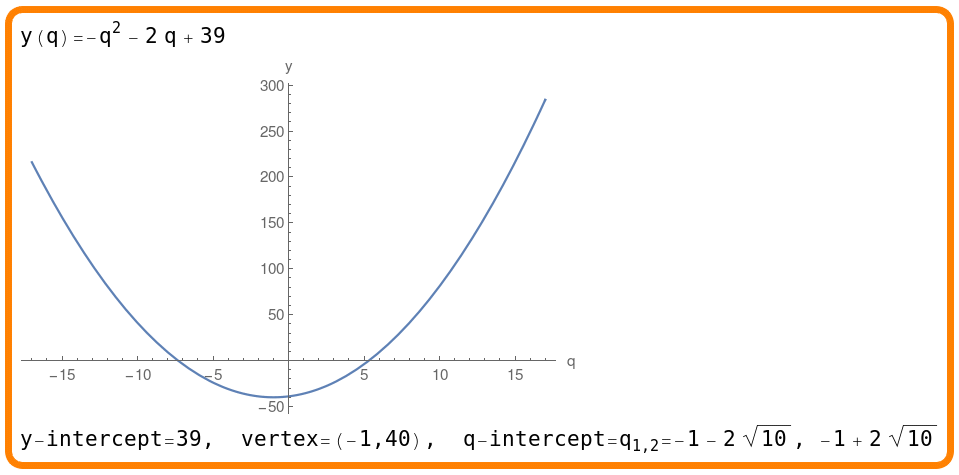 y(q)=-q² - 2 q + 39
y
300
250
200
150
100
50
-15 -10 -5 5 10 15 q
-50
y-intercept=39, vertex=(-1,40), q-intercept=q₁,₂=-1 - 2 √10, -1 + 2 √10